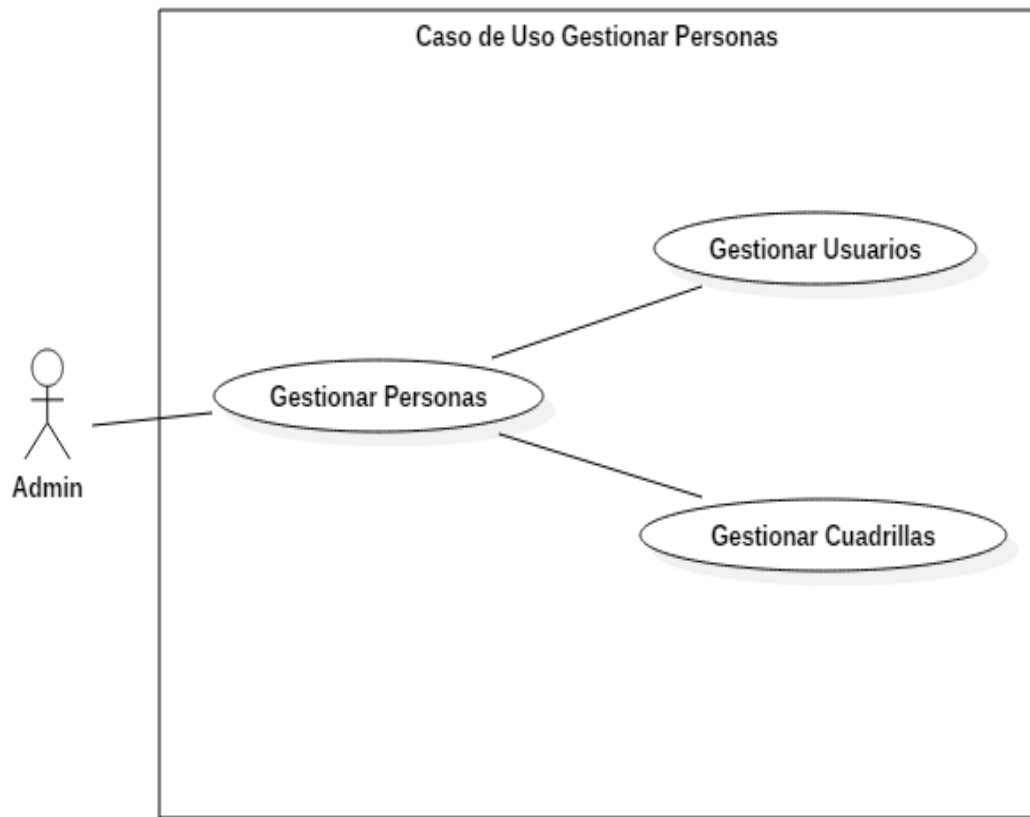 Caso de Uso Gestionar Personas
Gestionar Usuarios
Gestionar Personas
Admin
Gestionar Cuadrillas